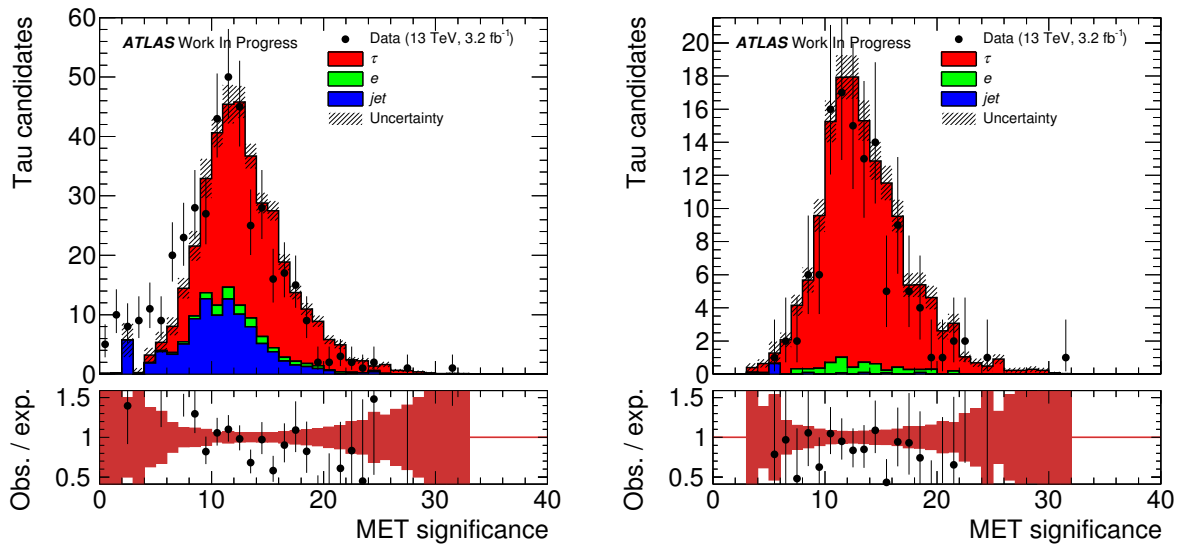 Tau candidates
60
50
40
30
20
10
0
ATLAS Work In Progress
Data (13 TeV, 3.2 fb⁻¹)
τ
e
jet
Uncertainty
Obs. / exp.
1.5
1
0.5
0 10 20 30 40
MET significance
Tau candidates
20
18
16
14
12
10
8
6
4
2
0
ATLAS Work In Progress
Data (13 TeV, 3.2 fb⁻¹)
τ
e
jet
Uncertainty
Obs. / exp.
1.5
1
0.5
0 10 20 30 40
MET significance